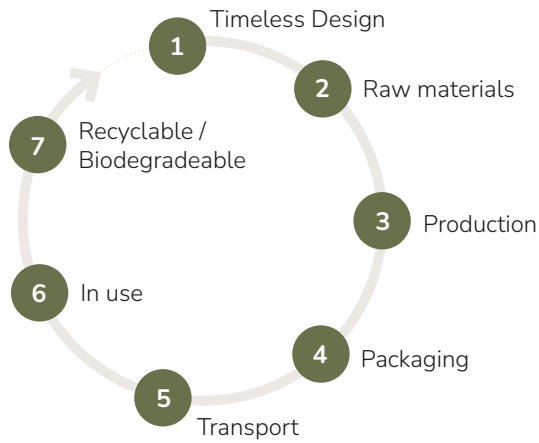 1
Timeless Design
2
Raw materials
3
Production
4
Packaging
5
Transport
6
In use
7
Recyclable /
Biodegradeable